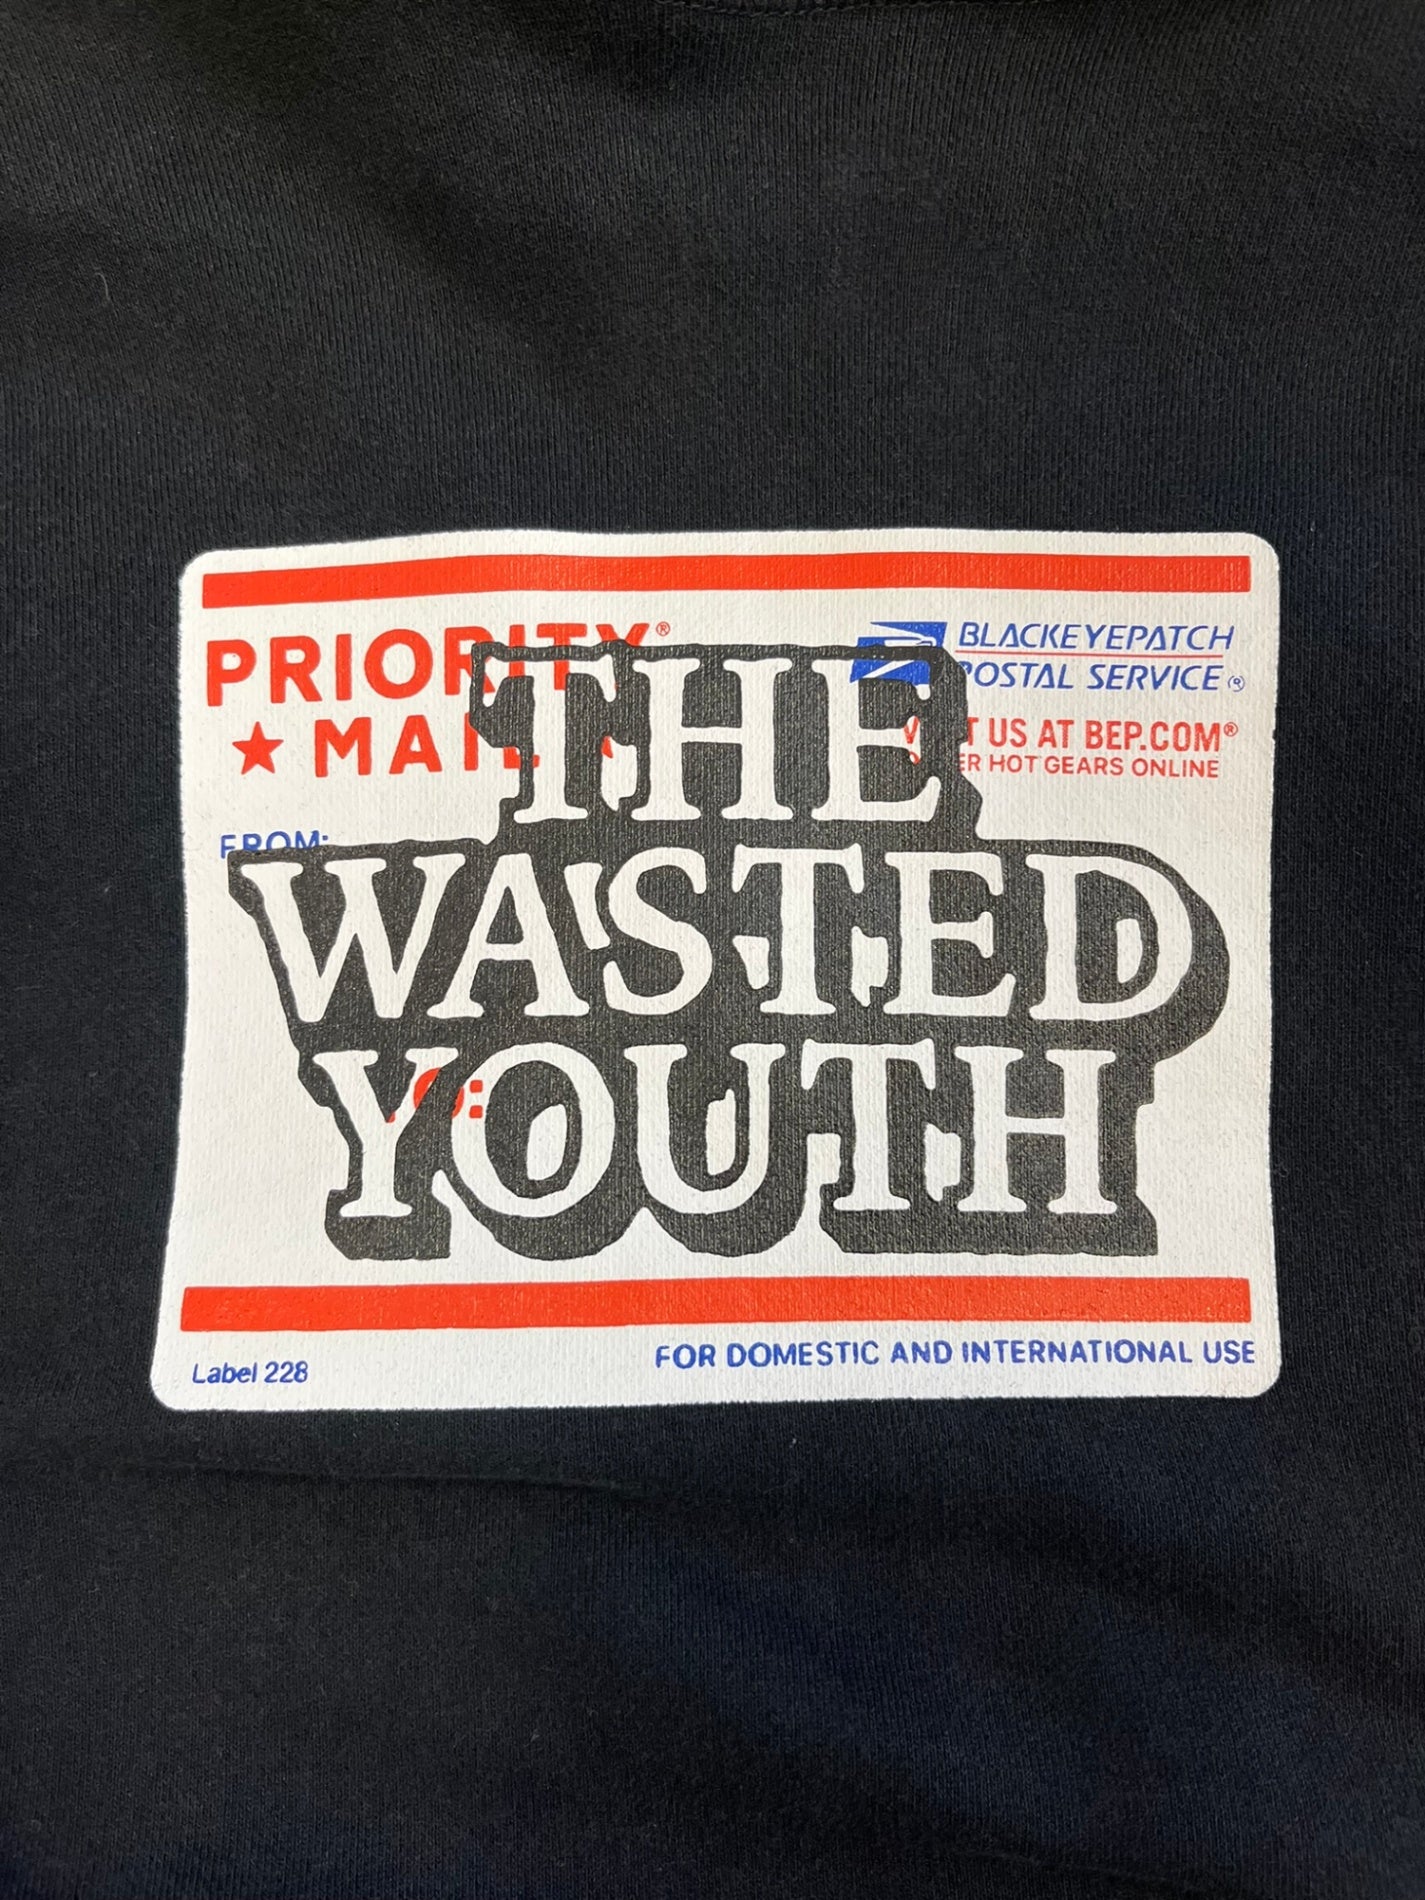 PRIORITY®
★ MAIL
BLACKEYEPATCH
POSTAL SERVICE®
US AT BEP.COM®
HOT GEARS ONLINE
FROM:
THE
WASTED
YOUTH
TO:
Label 228
FOR DOMESTIC AND INTERNATIONAL USE